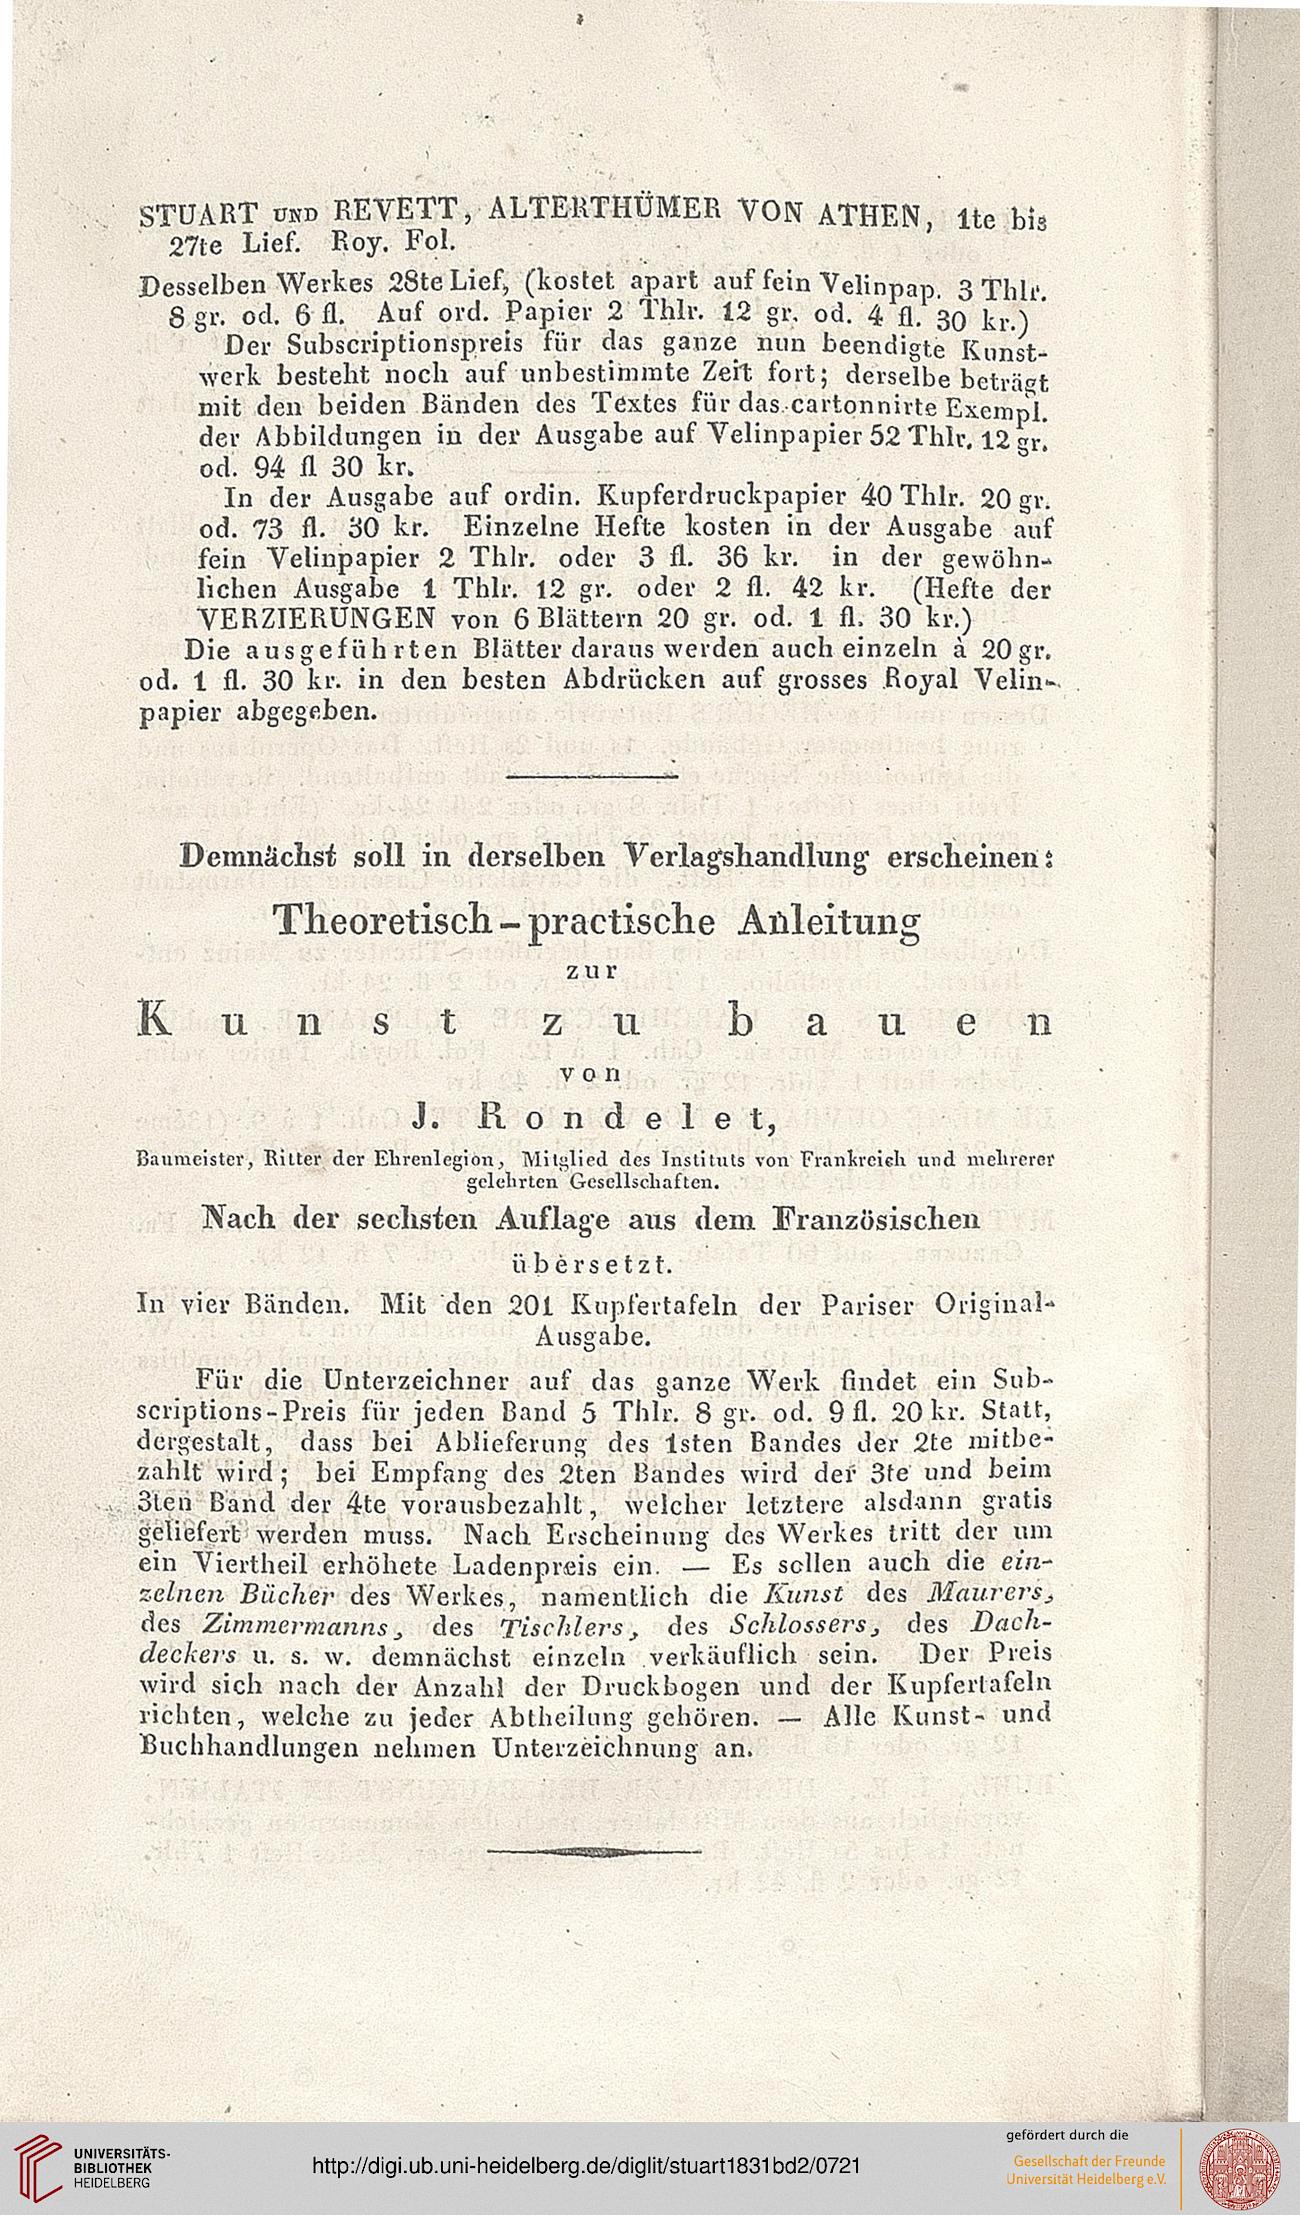 STUART UND REVETT, ALTERTHÜMER VON ATHEN, 1te bis
27te Lief. Roy. Fol.
Desselben Werkes 28ste Lief, (kostet apart auf fein Velinpap. 3 Thlr.
8 gr. od. 6 fl. Auf ord. Papier 2 Thlr. 12 gr. od. 4 fl. 30 kr.)
Der Subscriptionspreis für das ganze nun beendigte Kunst-
werk besteht noch auf unbestimmte Zeit fort; derselbe beträgt
mit den beiden Bänden des Textes für das cartonnirte Exempl.
der Abbildungen in der Ausgabe auf Velinpapier 52 Thlr. 12 gr.
od. 94 fl 30 kr.
In der Ausgabe auf ordin. Kupferdruckpapier 40 Thlr. 20 gr.
od. 73 fl. 30 kr. Einzelne Hefte kosten in der Ausgabe auf
fein Velinpapier 2 Thlr. oder 3 fl. 36 kr. in der gewöhn-
lichen Ausgabe 1 Thlr. 12 gr. oder 2 fl. 42 kr. (Hefte der
VERZIERUNGEN von 6 Blättern 20 gr. od. 1 fl. 30 kr.)
Die ausgeführten Blätter daraus werden auch einzeln à 20 gr.
od. 1 fl. 30 kr. in den besten Abdrücken auf grosses Royal Velin-
papier abgegeben.
Demnächst soll in derselben Verlagshandlung erscheinen:
Theoretisch-practische Anleitung
zur
Kunst zu bauen
von
J. Rondelet,
Baumeister, Ritter der Ehrenlegion, Mitglied des Instituts von Frankreich und mehrerer
gelehrten Gesellschaften.
Nach der sechsten Auflage aus dem Französischen
übersetzt.
In vier Bänden. Mit den 201 Kupfertafeln der Pariser Original-
Ausgabe.
Für die Unterzeichner auf das ganze Werk findet ein Sub-
scriptions-Preis für jeden Band 5 Thlr. 8 gr. od. 9 fl. 20 kr. Statt,
dergestalt, dass bei Ablieferung des 1sten Bandes der 2te mitbe-
zahlt wird; bei Empfang des 2ten Bandes wird der 3te und beim
3ten Band der 4te vorausbezahlt, welcher letztere alsdann gratis
geliefert werden muss. Nach Erscheinung des Werkes tritt der um
ein Viertheil erhöhete Ladenpreis ein. — Es sollen auch die ein-
zelnen Bücher des Werkes, namentlich die Kunst des Maurers,
des Zimmermanns, des Tischlers, des Schlossers, des Dach-
deckers u. s. w. demnächst einzeln verkäuflich sein. Der Preis
wird sich nach der Anzahl der Druckbogen und der Kupfertafeln
richten, welche zu jeder Abtheilung gehören. — Alle Kunst- und
Buchhandlungen nehmen Unterzeichnung an.
UNIVERSITÄTS-
BIBLIOTHEK
HEIDELBERG
http://digi.ub.uni-heidelberg.de/diglit/stuart1831bd2/0721
gefördert durch die
Gesellschaft der Freunde
Universität Heidelberg e.V.